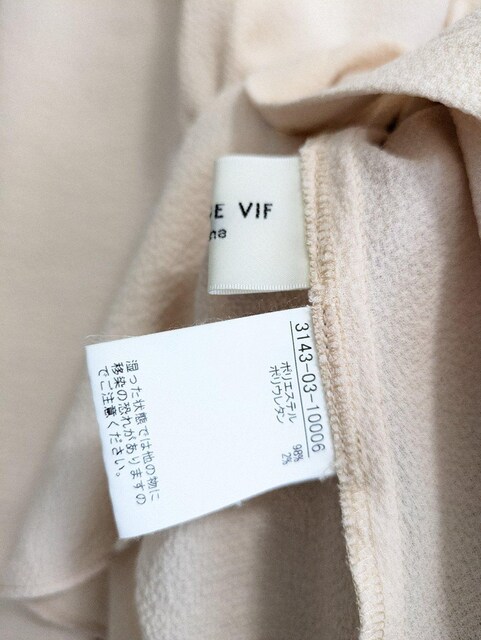 E VIF
na
3143-03-10006
ポリエステル 98%
ポリウレタン 2%
湿った状態では他の物に
移染の恐れがありますの
でご注意ください。